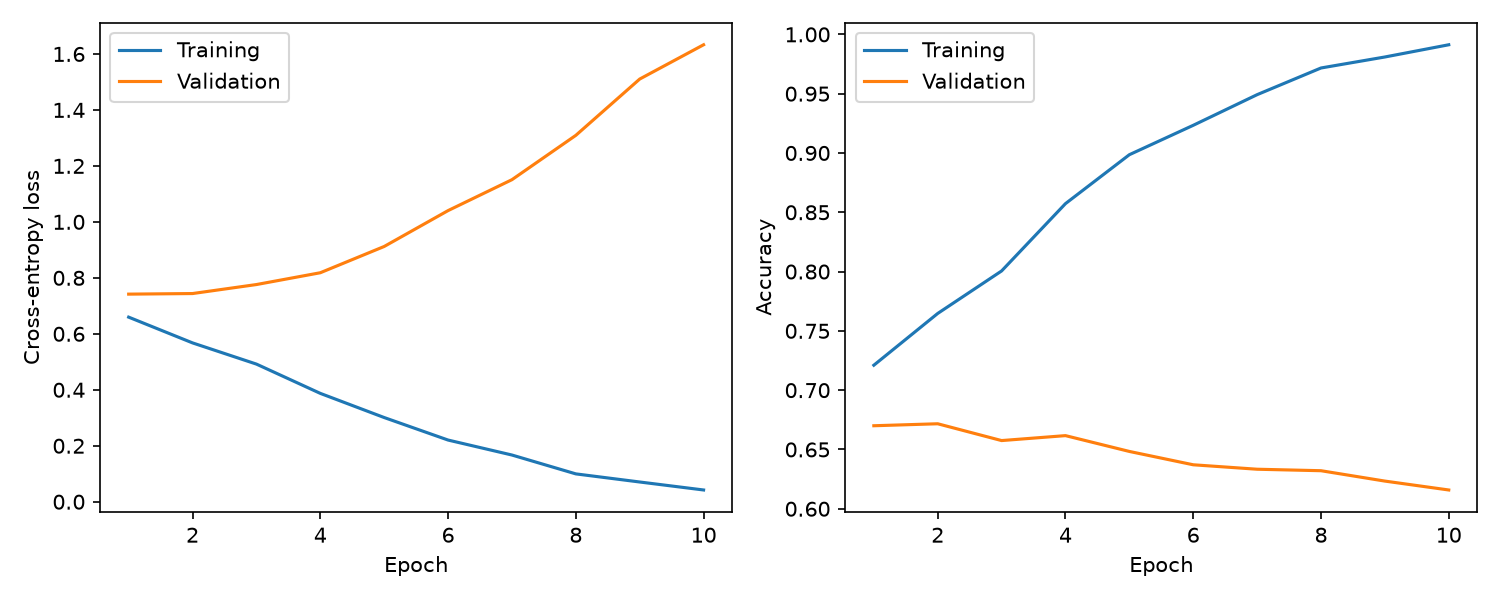 Training
Validation
1.6
1.4
1.2
1.0
0.8
0.6
0.4
0.2
0.0
Cross-entropy loss
2 4 6 8 10
Epoch
Training
Validation
1.00
0.95
0.90
0.85
0.80
0.75
0.70
0.65
0.60
Accuracy
2 4 6 8 10
Epoch